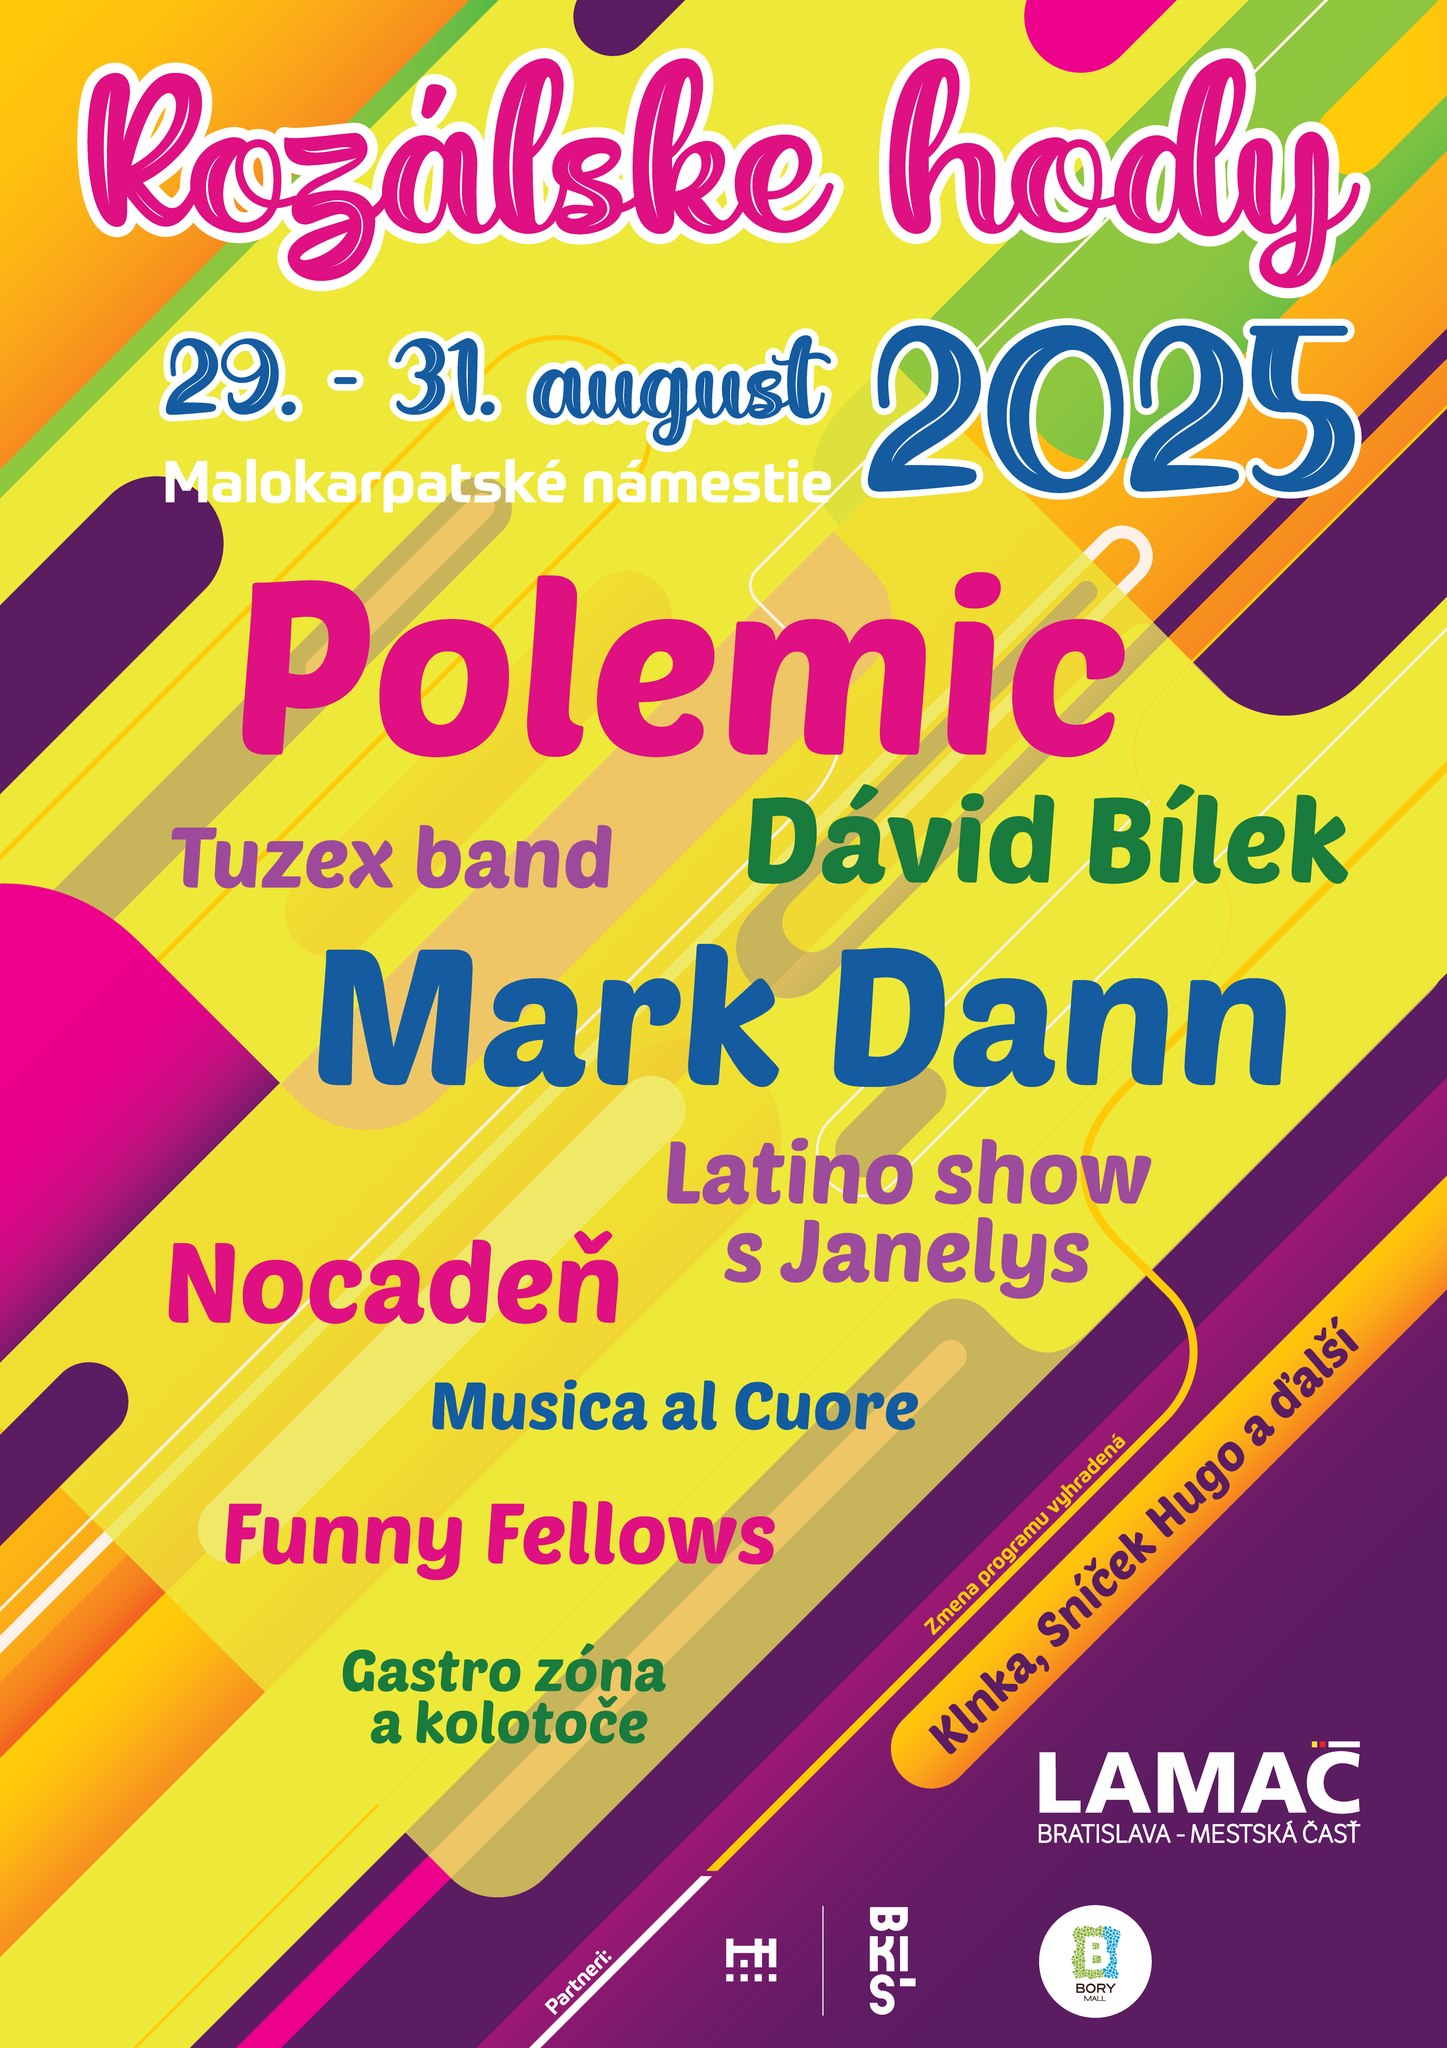 Rozálske hody
29. - 31. august 2025
Malokarpatské námestie
Polemic
Tuzex band
Dávid Bílek
Mark Dann
Latino show
s Janelys
Nocadeň
Musica al Cuore
Funny Fellows
Gastro zóna
a kolotoče
Zmena programu vyhradená
Klnka, Sníček Hugo a ďalší
LAMAČ
BRATISLAVA - MESTSKÁ ČASŤ
Partneri:
BKIS
B
BORY
MALL